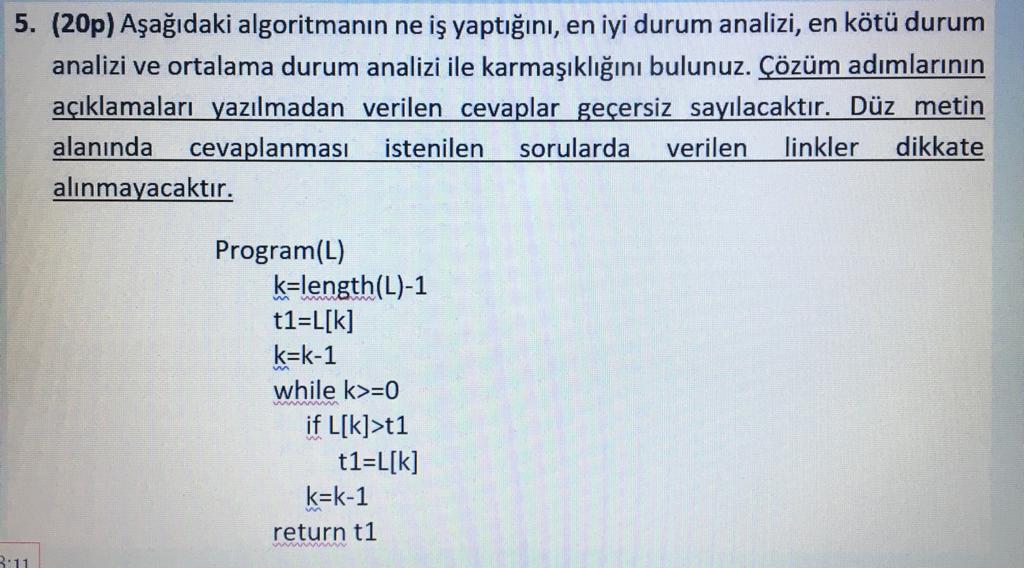 5. (20p) Aşağıdaki algoritmanın ne iş yaptığını, en iyi durum analizi, en kötü durum
analizi ve ortalama durum analizi ile karmaşıklığını bulunuz. Çözüm adımlarının
açıklamaları yazılmadan verilen cevaplar geçersiz sayılacaktır. Düz metin
alanında cevaplanması istenilen sorularda verilen linkler dikkate
alınmayacaktır.
Program(L)
k=length(L)-1
t1=L[k]
k=k-1
while k>=0
if L[k]>t1
t1=L[k]
k=k-1
return t1